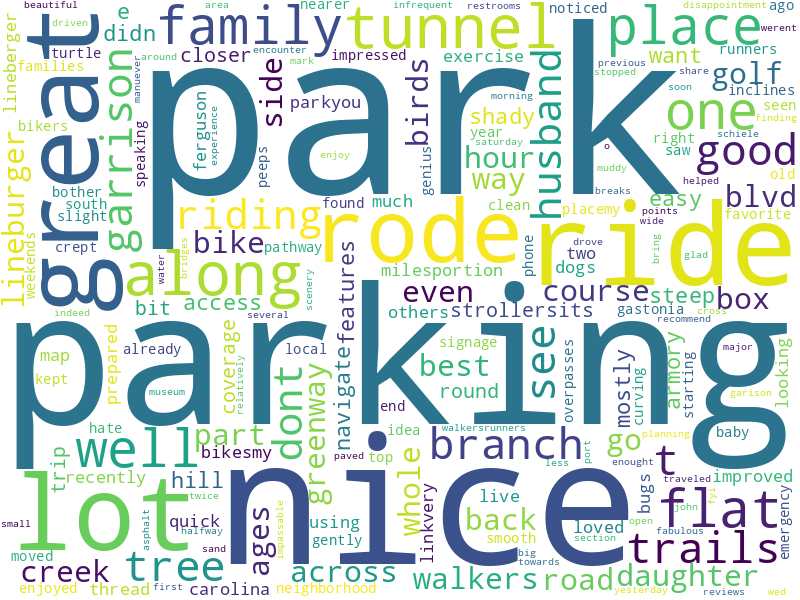 beautiful
area
infrequent
restrooms
disappointment
ago
driven
e
family
tunnel
nearer
place
didn
around
encounter
noticed
previous
share
werent
lineberger
great
turtle
closer
impressed
exercise
want
runners
families
manuever
mark
stopped
soon
golf
park
side
birds
shady
inclines
bikers
garrison
speaking
ferguson
experience
parkyou
morning
year
saturday
husband
one
seen
finding
lineburger
peeps
genius
hour
o
right
saw
schiele
good
bother
enjoy
way
muddy
clean
breaks
helped
easy
old
south
slight
riding
found
much
rode
placemy
points
wide
favorite
blvd
weekends
crept
bike
pathway
phone
two
drove
ride
bring
glad
water
bridges
along
milesportion
dogs
access
scenery
even
course
steep
box
indeed
bit
several
features
others
strollersits
gastonia
recommend
cross
map
already
coverage
local
navigate
see
signage
best
round
overpasses
mostly
curving
armory
starting
major
looking
kept
prepared
museum
relatively
parking
garison
hate
well
part
dont
greenway
end
idea
walkersrunners
baby
planning
trip
bikesmy
paved
top
branch
less
port
go
t
enought
recently
hill
whole
linkvery
live
bugs
traveled
improved
lot
twice
nice
back
loved
john
fyi
flat
emergency
small
quick
halfway
ages
impassable
using
smooth
open
fabulous
asphalt
gently
section
trails
moved
creek
tree
sand
across
big
towards
road
daughter
enjoyed
thread
first
carolina
neighborhood
walkers
yesterday
reviews
wed